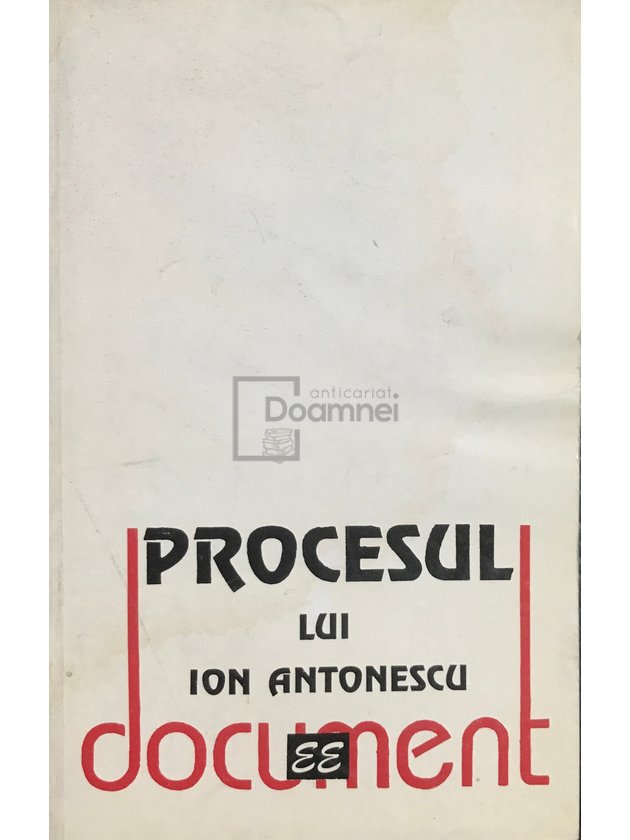 anticariat
Doamnei
PROCESUL
LUI
ION ANTONESCU
document
EE